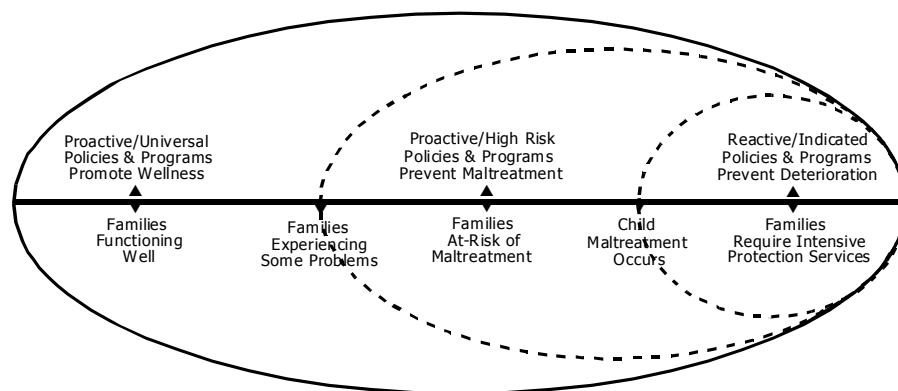 Proactive/Universal
Policies & Programs
Promote Wellness
Proactive/High Risk
Policies & Programs
Prevent Maltreatment
Reactive/Indicated
Policies & Programs
Prevent Deterioration
Families
Functioning
Well
Families
Experiencing
Some Problems
Families
At-Risk of
Maltreatment
Child
Maltreatment
Occurs
Families
Require Intensive
Protection Services